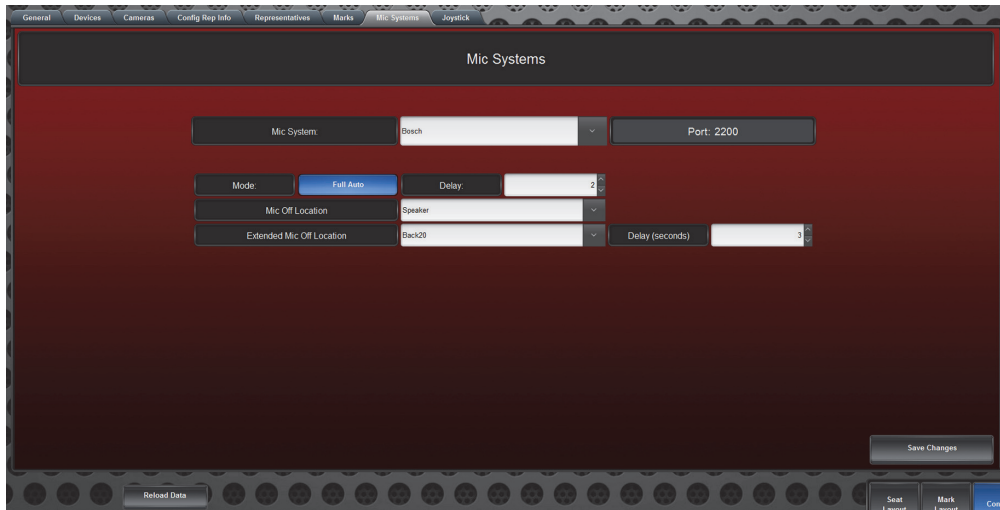 General Devices Cameras Config Rep Info Representatives Marks Mic Systems Joystick
Mic Systems
Mic System: Bosch Port: 2200
Mode: Full Auto Delay: 2
Mic Off Location Speaker
Extended Mic Off Location Back20 Delay (seconds) 3
Save Changes
Reload Data
Seat Mark
Layout Layout